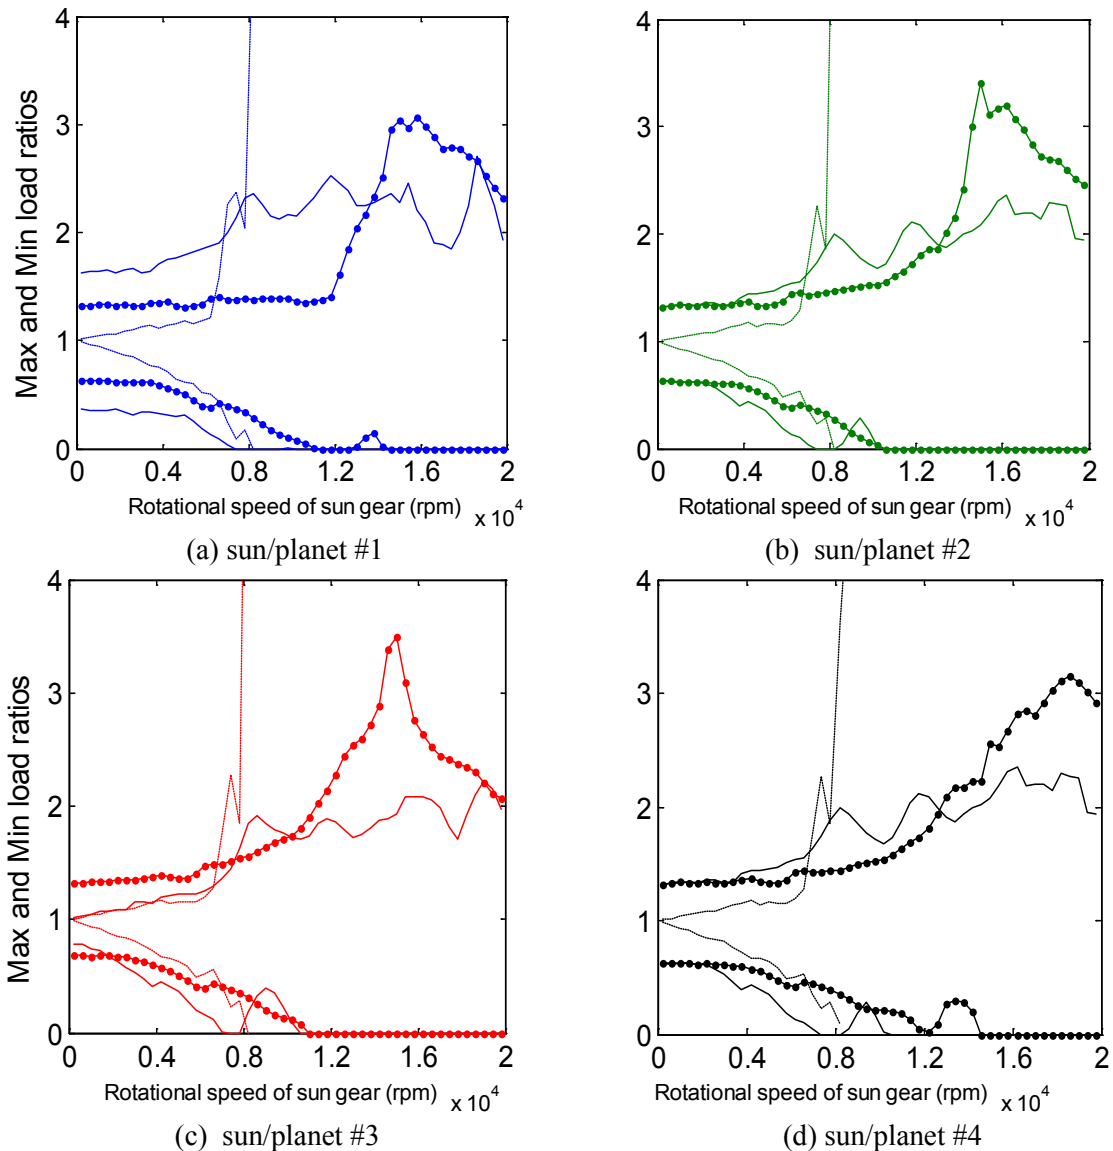 4
3
2
1
0
Max and Min load ratios
0 0.4 0.8 1.2 1.6 2
Rotational speed of sun gear (rpm) x 10^4
(a) sun/planet #1
4
3
2
1
0
0 0.4 0.8 1.2 1.6 2
Rotational speed of sun gear (rpm) x 10^4
(b) sun/planet #2
4
3
2
1
0
Max and Min load ratios
0 0.4 0.8 1.2 1.6 2
Rotational speed of sun gear (rpm) x 10^4
(c) sun/planet #3
4
3
2
1
0
0 0.4 0.8 1.2 1.6 2
Rotational speed of sun gear (rpm) x 10^4
(d) sun/planet #4